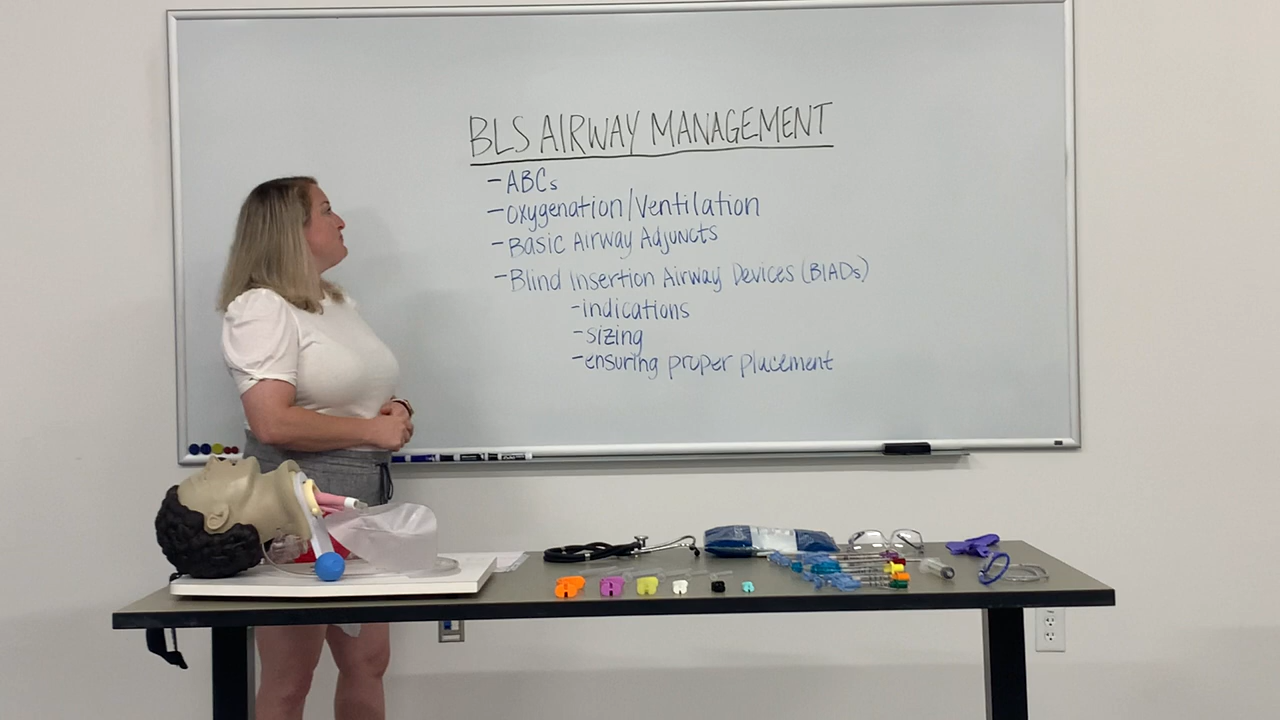 BLS AIRWAY MANAGEMENT
- ABCs
- Oxygenation/Ventilation
- Basic Airway Adjuncts
- Blind Insertion Airway Devices (BIADs)
- indications
- sizing
- ensuring proper placement